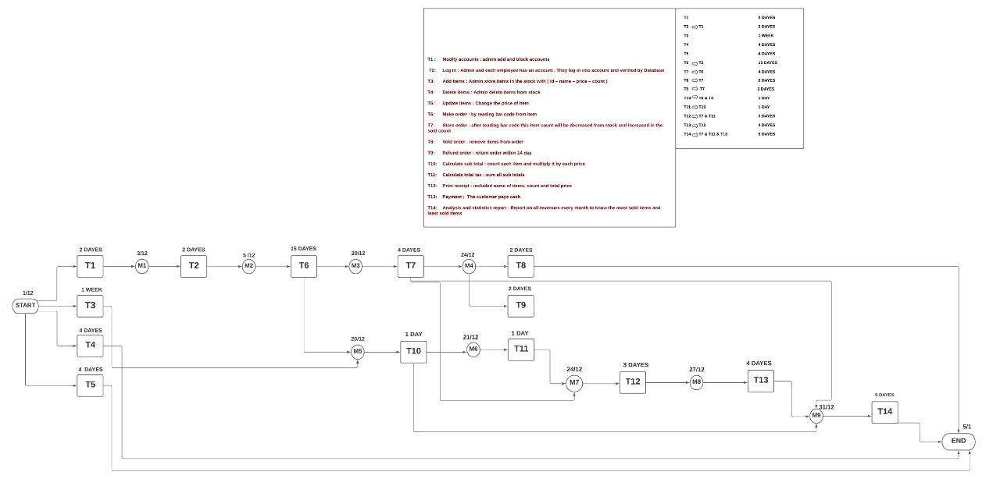 T1 : Modify accounts : admin add and block accounts
T2: Log in : Admin and each employee has an account , They log in into account and verified by Database
T3: Add items : Admin store items in the stock with ( id – name – price – count )
T4: Delete items : Admin delete items from stock
T5: Update items : Change the price of item
T6: Make order : by reading bar code from item
T7: Store order : after reading bar code this item count will be decreased from stock and increased in the
sold count
T8: Void order : remove items from order
T9: Refund order : return order within 14 day
T10: Calculate sub total : count each item and multiply it by each price
T11: Calculate total tax : sum all sub totals
T12: Print receipt : included name of items, count and total price
T13: Payment : The customer pays cash
T14: Analysis and statistics report : Report on all revenues every month to know the most sold items and
least sold items
T1 2 DAYES
T2 ⇨ T1 2 DAYES
T3 1 WEEK
T4 4 DAYES
T5 4 DAYES
T6 ⇨ T2 15 DAYES
T7 ⇨ T6 4 DAYES
T8 ⇨ T7 2 DAYES
T9 ⇨ T7 2 DAYES
T10 ⇨ T6 & T3 1 DAY
T11 ⇨ T10 1 DAY
T12 ⇨ T7 & T11 3 DAYES
T13 ⇨ T12 4 DAYES
T14 ⇨ T7 & T11 & T13 5 DAYES
2 DAYES
T1
3/12
M1
2 DAYES
T2
5 /12
M2
15 DAYES
T6
20/12
M3
4 DAYES
T7
24/12
M4
2 DAYES
T8
1/12
START
1 WEEK
T3
2 DAYES
T9
4 DAYES
T4
20/12
M5
1 DAY
T10
21/12
M6
1 DAY
T11
4 DAYES
T5
24/12
M7
3 DAYES
T12
27/12
M8
4 DAYES
T13
31/12
M9
5 DAYES
T14
5/1
END